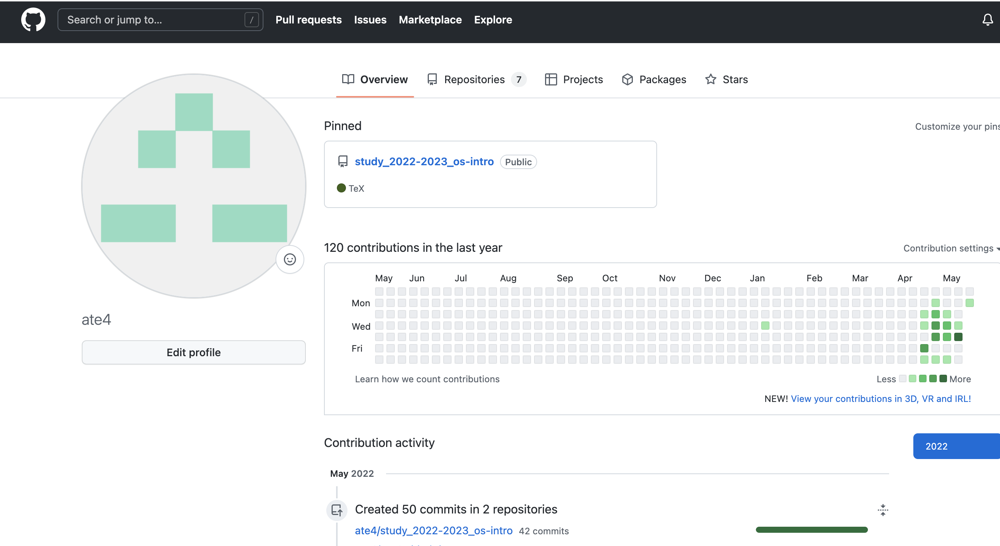 Search or jump to... / Pull requests Issues Marketplace Explore
Overview Repositories 7 Projects Packages Stars
Pinned Customize your pins
study_2022-2023_os-intro Public
TeX
120 contributions in the last year Contribution settings
May Jun Jul Aug Sep Oct Nov Dec Jan Feb Mar Apr May
Mon
Wed
Fri
Learn how we count contributions Less More
NEW! View your contributions in 3D, VR and IRL!
ate4
Edit profile
Contribution activity 2022
May 2022
Created 50 commits in 2 repositories
ate4/study_2022-2023_os-intro 42 commits